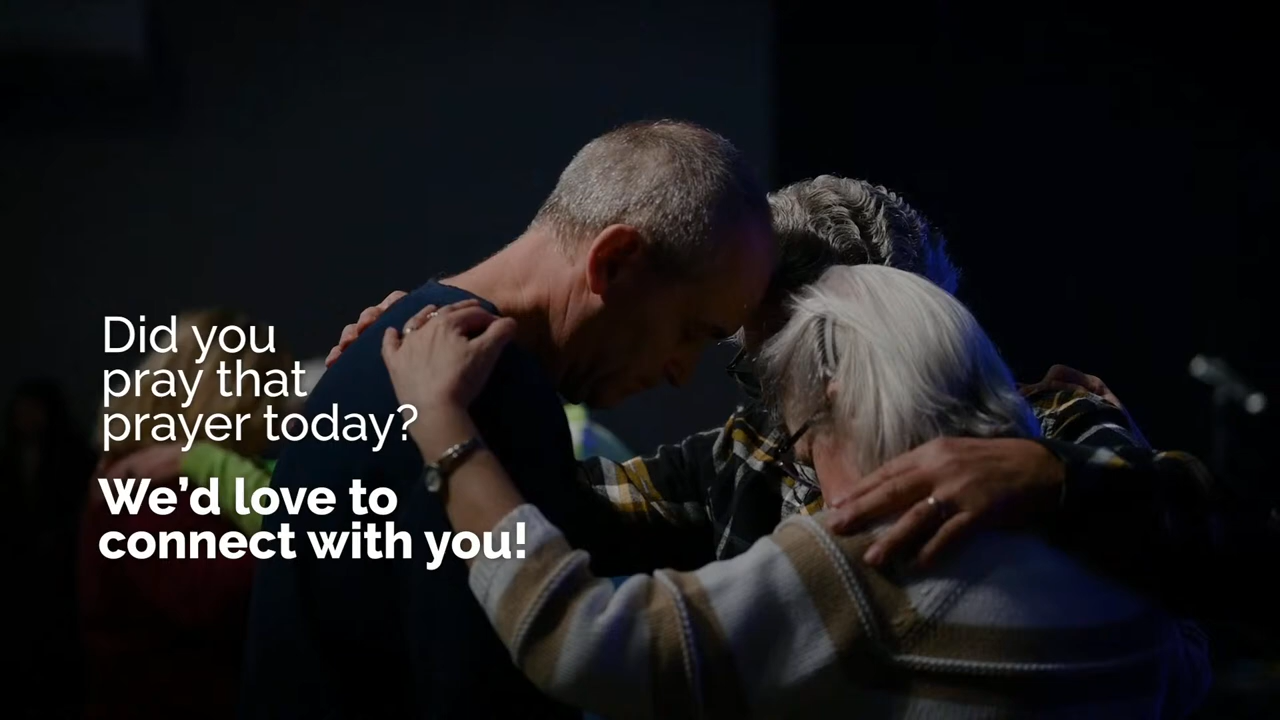 Did you
pray that
prayer today?
We’d love to
connect with you!